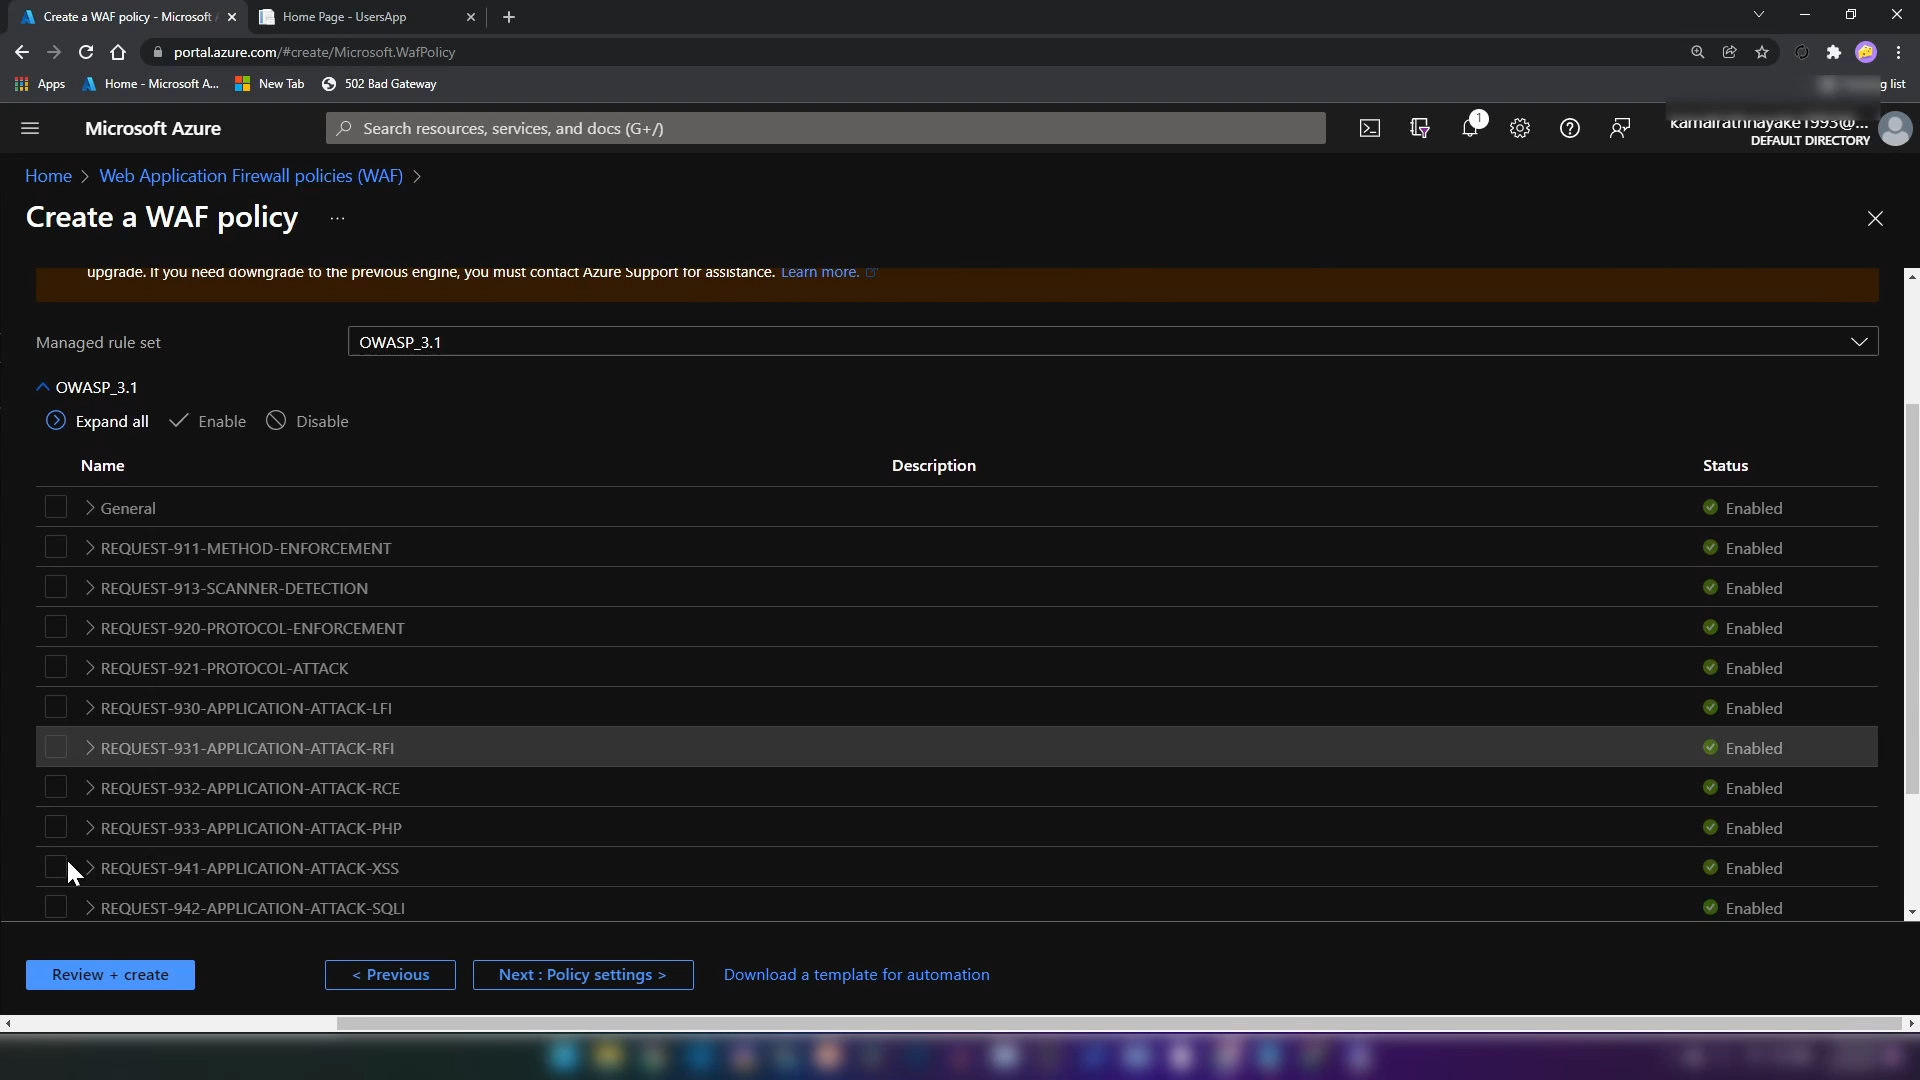 Create a WAF policy - Microsoft
Home Page - UsersApp
portal.azure.com/#create/Microsoft.WafPolicy
Apps
Home - Microsoft A...
New Tab
502 Bad Gateway
g list
Microsoft Azure
Search resources, services, and docs (G+/)
1
kamalrathnayake1993@...
DEFAULT DIRECTORY
Home > Web Application Firewall policies (WAF) >
Create a WAF policy ...
upgrade. If you need downgrade to the previous engine, you must contact Azure Support for assistance. Learn more.
Managed rule set
OWASP_3.1
OWASP_3.1
Expand all Enable Disable
Name Description Status
General Enabled
REQUEST-911-METHOD-ENFORCEMENT Enabled
REQUEST-913-SCANNER-DETECTION Enabled
REQUEST-920-PROTOCOL-ENFORCEMENT Enabled
REQUEST-921-PROTOCOL-ATTACK Enabled
REQUEST-930-APPLICATION-ATTACK-LFI Enabled
REQUEST-931-APPLICATION-ATTACK-RFI Enabled
REQUEST-932-APPLICATION-ATTACK-RCE Enabled
REQUEST-933-APPLICATION-ATTACK-PHP Enabled
REQUEST-941-APPLICATION-ATTACK-XSS Enabled
REQUEST-942-APPLICATION-ATTACK-SQLI Enabled
Review + create
< Previous
Next : Policy settings >
Download a template for automation